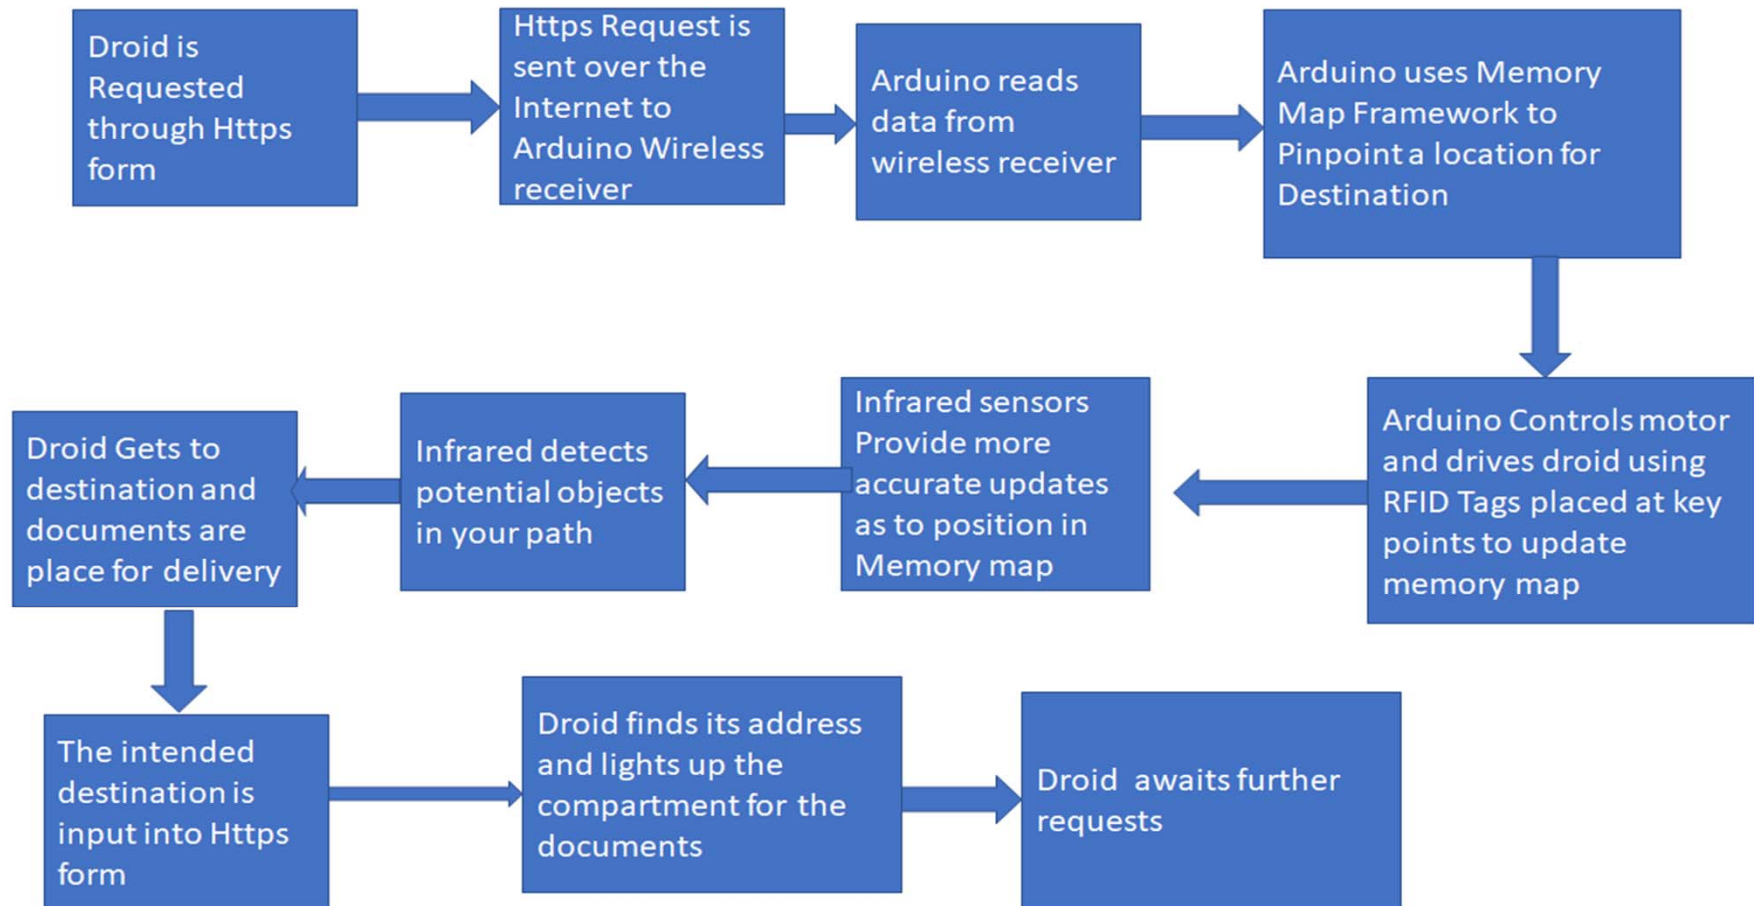 Droid is
Requested
through Https
form
Https Request is
sent over the
Internet to
Arduino Wireless
receiver
Arduino reads
data from
wireless receiver
Arduino uses Memory
Map Framework to
Pinpoint a location for
Destination
Arduino Controls motor
and drives droid using
RFID Tags placed at key
points to update
memory map
Infrared sensors
Provide more
accurate updates
as to position in
Memory map
Infrared detects
potential objects
in your path
Droid Gets to
destination and
documents are
place for delivery
The intended
destination is
input into Https
form
Droid finds its address
and lights up the
compartment for the
documents
Droid awaits further
requests